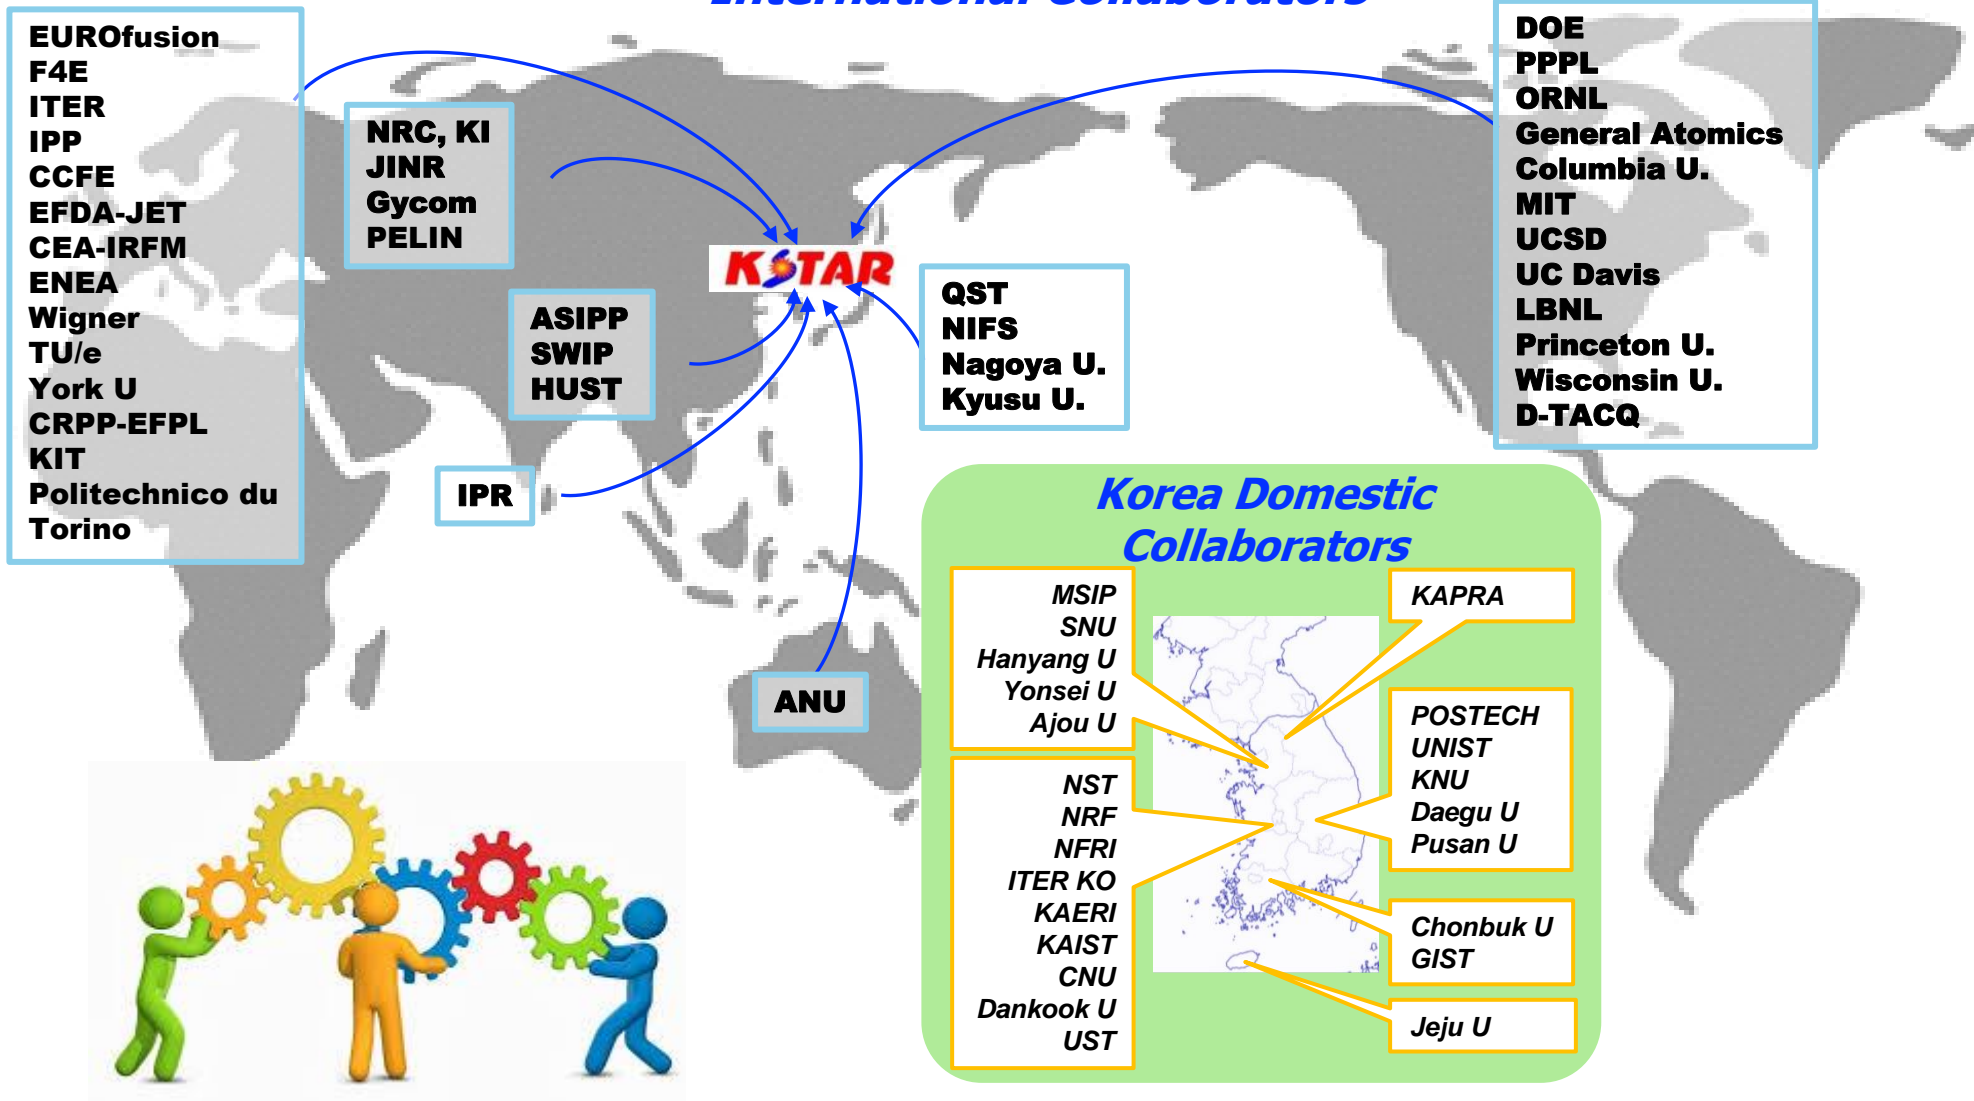 International Collaborators
EUROfusion
F4E
ITER
IPP
CCFE
EFDA-JET
CEA-IRFM
ENEA
Wigner
TU/e
York U
CRPP-EFPL
KIT
Politechnico du
Torino
NRC, KI
JINR
Gycom
PELIN
ASIPP
SWIP
HUST
IPR
ANU
KSTAR
QST
NIFS
Nagoya U.
Kyusu U.
DOE
PPPL
ORNL
General Atomics
Columbia U.
MIT
UCSD
UC Davis
LBNL
Princeton U.
Wisconsin U.
D-TACQ
Korea Domestic
Collaborators
MSIP
SNU
Hanyang U
Yonsei U
Ajou U
NST
NRF
NFRI
ITER KO
KAERI
KAIST
CNU
Dankook U
UST
KAPRA
POSTECH
UNIST
KNU
Daegu U
Pusan U
Chonbuk U
GIST
Jeju U